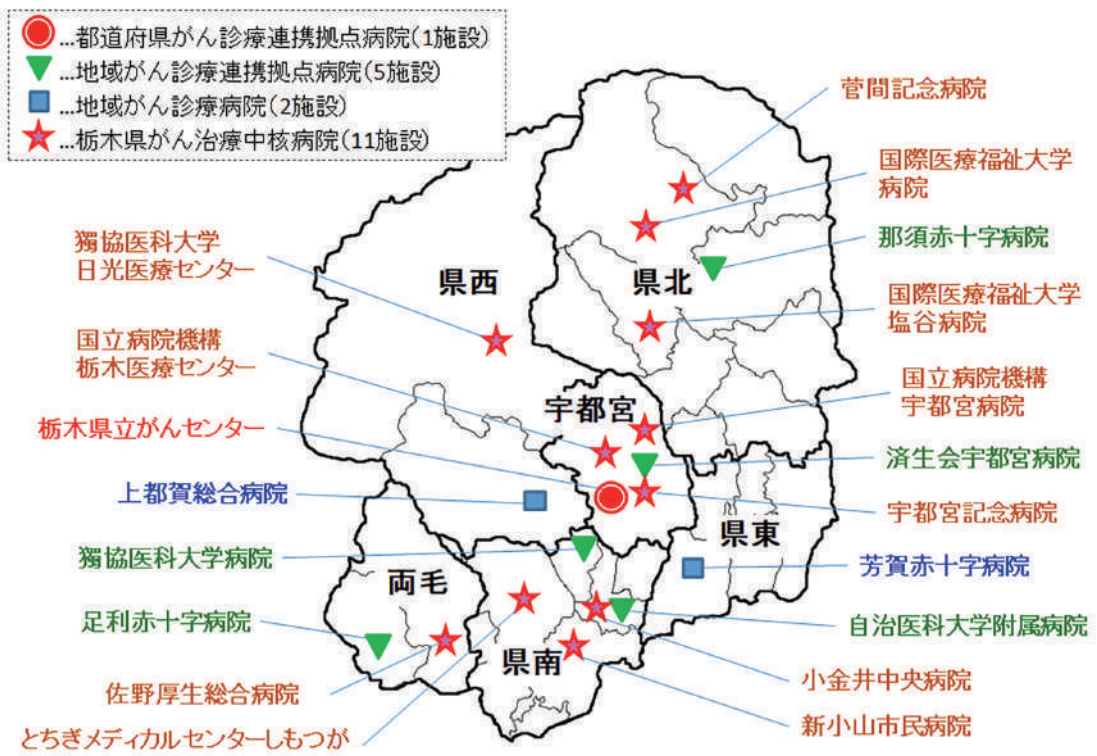 …都道府県がん診療連携拠点病院(1施設)
…地域がん診療連携拠点病院(5施設)
…地域がん診療病院(2施設)
…栃木県がん治療中核病院(11施設)
菅間記念病院
国際医療福祉大学
病院
那須赤十字病院
獨協医科大学
日光医療センター
県西
県北
国際医療福祉大学
塩谷病院
国立病院機構
栃木医療センター
国立病院機構
宇都宮病院
宇都宮
栃木県立がんセンター
済生会宇都宮病院
上都賀総合病院
宇都宮記念病院
県東
獨協医科大学病院
芳賀赤十字病院
両毛
足利赤十字病院
自治医科大学附属病院
県南
小金井中央病院
佐野厚生総合病院
新小山市民病院
とちぎメディカルセンターしもつが